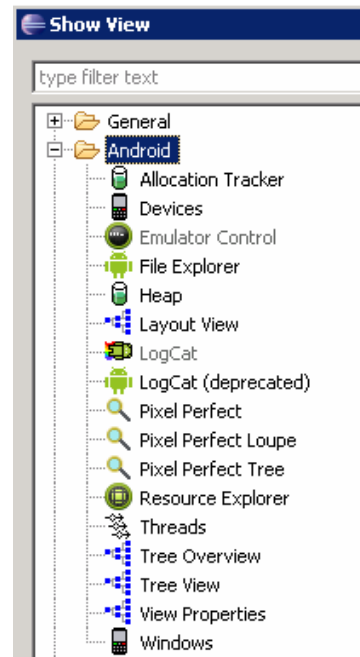 Show View
type filter text
General
Android
Allocation Tracker
Devices
Emulator Control
File Explorer
Heap
Layout View
LogCat
LogCat (deprecated)
Pixel Perfect
Pixel Perfect Loupe
Pixel Perfect Tree
Resource Explorer
Threads
Tree Overview
Tree View
View Properties
Windows